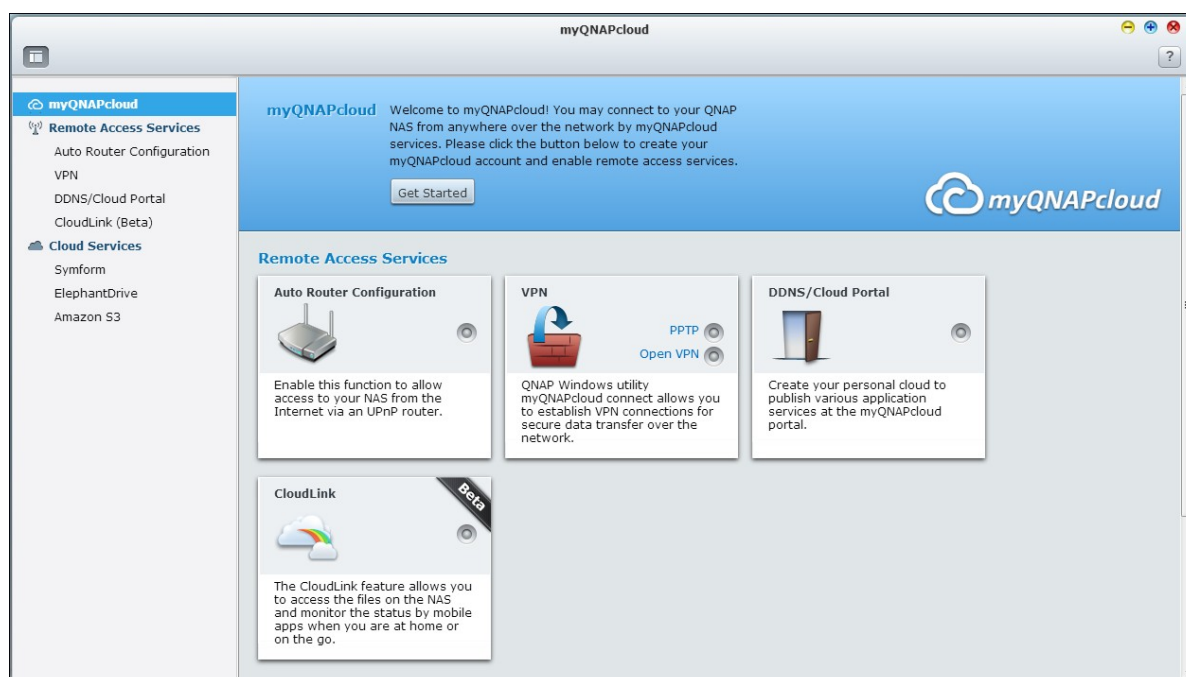 myQNAPcloud
?
myQNAPcloud
Remote Access Services
Auto Router Configuration
VPN
DDNS/Cloud Portal
CloudLink (Beta)
Cloud Services
Symform
ElephantDrive
Amazon S3
myQNAPcloud
Welcome to myQNAPcloud! You may connect to your QNAP
NAS from anywhere over the network by myQNAPcloud
services. Please click the button below to create your
myQNAPcloud account and enable remote access services.
Get Started
myQNAPcloud
Remote Access Services
Auto Router Configuration
Enable this function to allow
access to your NAS from the
Internet via an UPnP router.
VPN
PPTP
Open VPN
QNAP Windows utility
myQNAPcloud connect allows you
to establish VPN connections for
secure data transfer over the
network.
DDNS/Cloud Portal
Create your personal cloud to
publish various application
services at the myQNAPcloud
portal.
CloudLink
Beta
The CloudLink feature allows you
to access the files on the NAS
and monitor the status by mobile
apps when you are at home or
on the go.